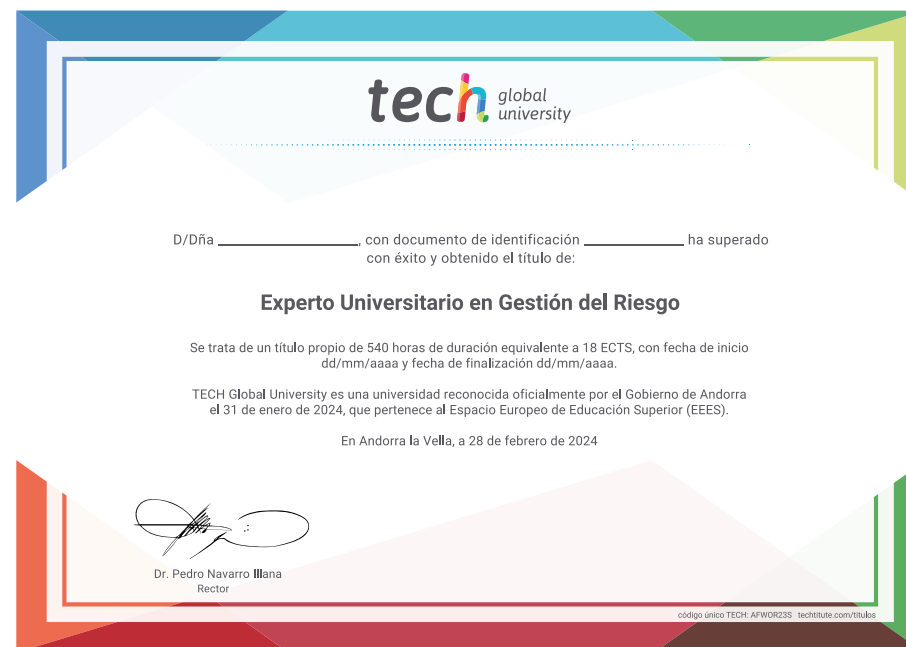 tech global university
D/Dña ____________________, con documento de identificación ______________ ha superado
con éxito y obtenido el título de:
Experto Universitario en Gestión del Riesgo
Se trata de un título propio de 540 horas de duración equivalente a 18 ECTS, con fecha de inicio
dd/mm/aaaa y fecha de finalización dd/mm/aaaa.
TECH Global University es una universidad reconocida oficialmente por el Gobierno de Andorra
el 31 de enero de 2024, que pertenece al Espacio Europeo de Educación Superior (EEES).
En Andorra la Vella, a 28 de febrero de 2024
Dr. Pedro Navarro Illana
Rector
código único TECH: AFWOR23S techtitute.com/titulos